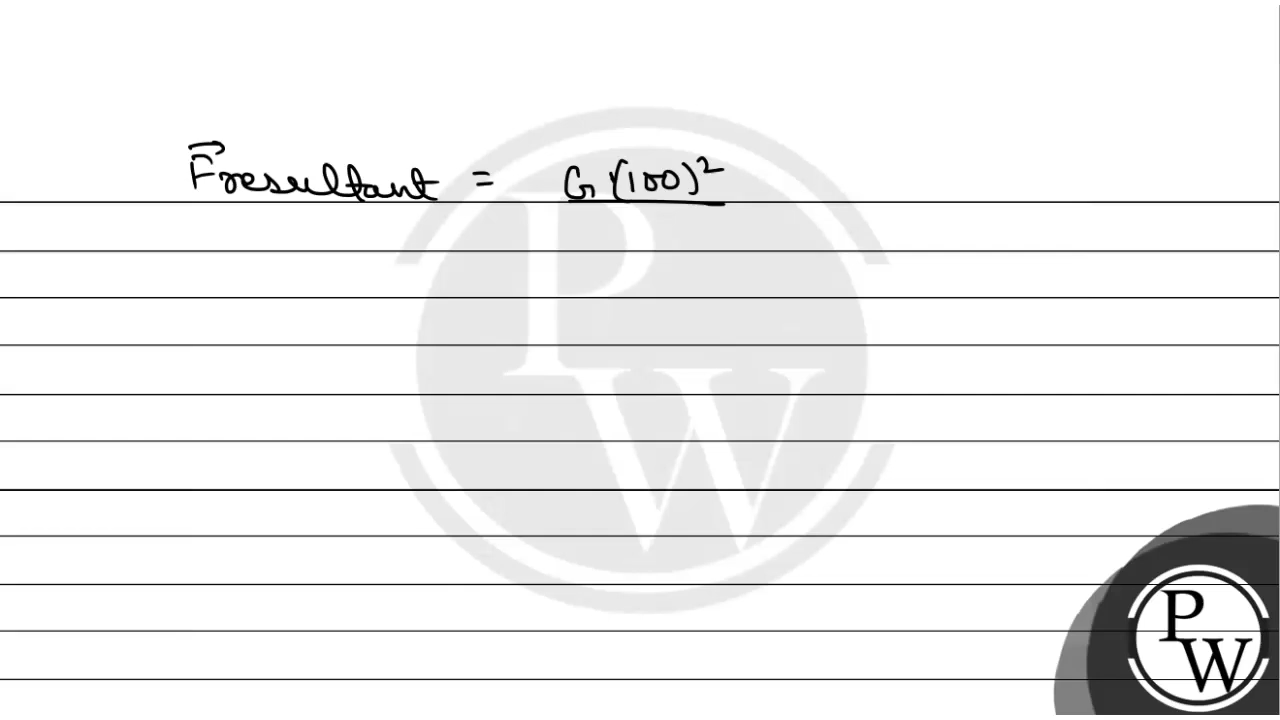 F⃗resultant = G (100)²
P
W
P
W